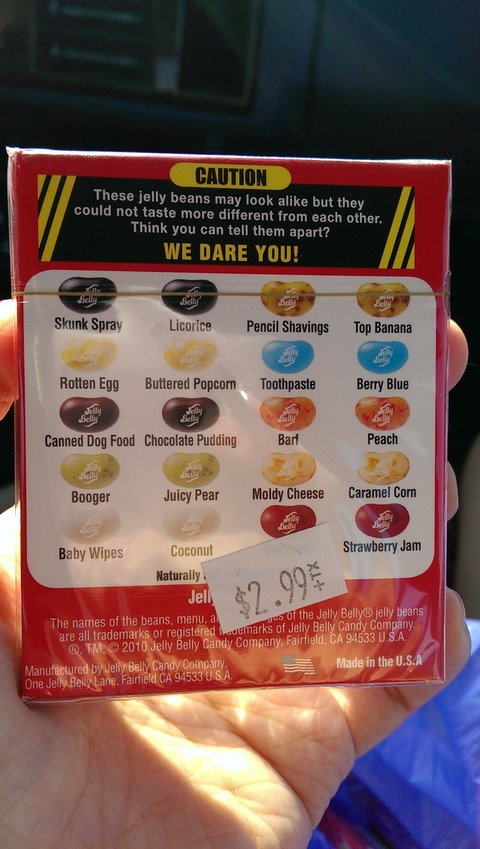 CAUTION
These jelly beans may look alike but they
could not taste more different from each other.
Think you can tell them apart?
WE DARE YOU!
Skunk Spray Licorice Pencil Shavings Top Banana
Rotten Egg Buttered Popcorn Toothpaste Berry Blue
Canned Dog Food Chocolate Pudding Barf Peach
Booger Juicy Pear Moldy Cheese Caramel Corn
Baby Wipes Coconut Strawberry Jam
Naturally
$2.99+TX
The names of the beans, menu, of the Jelly Belly® jelly beans
are all trademarks or registered trademarks of Jelly Belly Candy Company.
®, TM, © 2010 Jelly Belly Candy Company, Fairfield, CA 94533 U.S.A.
Manufactured by Jelly Belly Candy Company, Made in the U.S.A
One Jelly Belly Lane, Fairfield CA 94533 U.S.A.